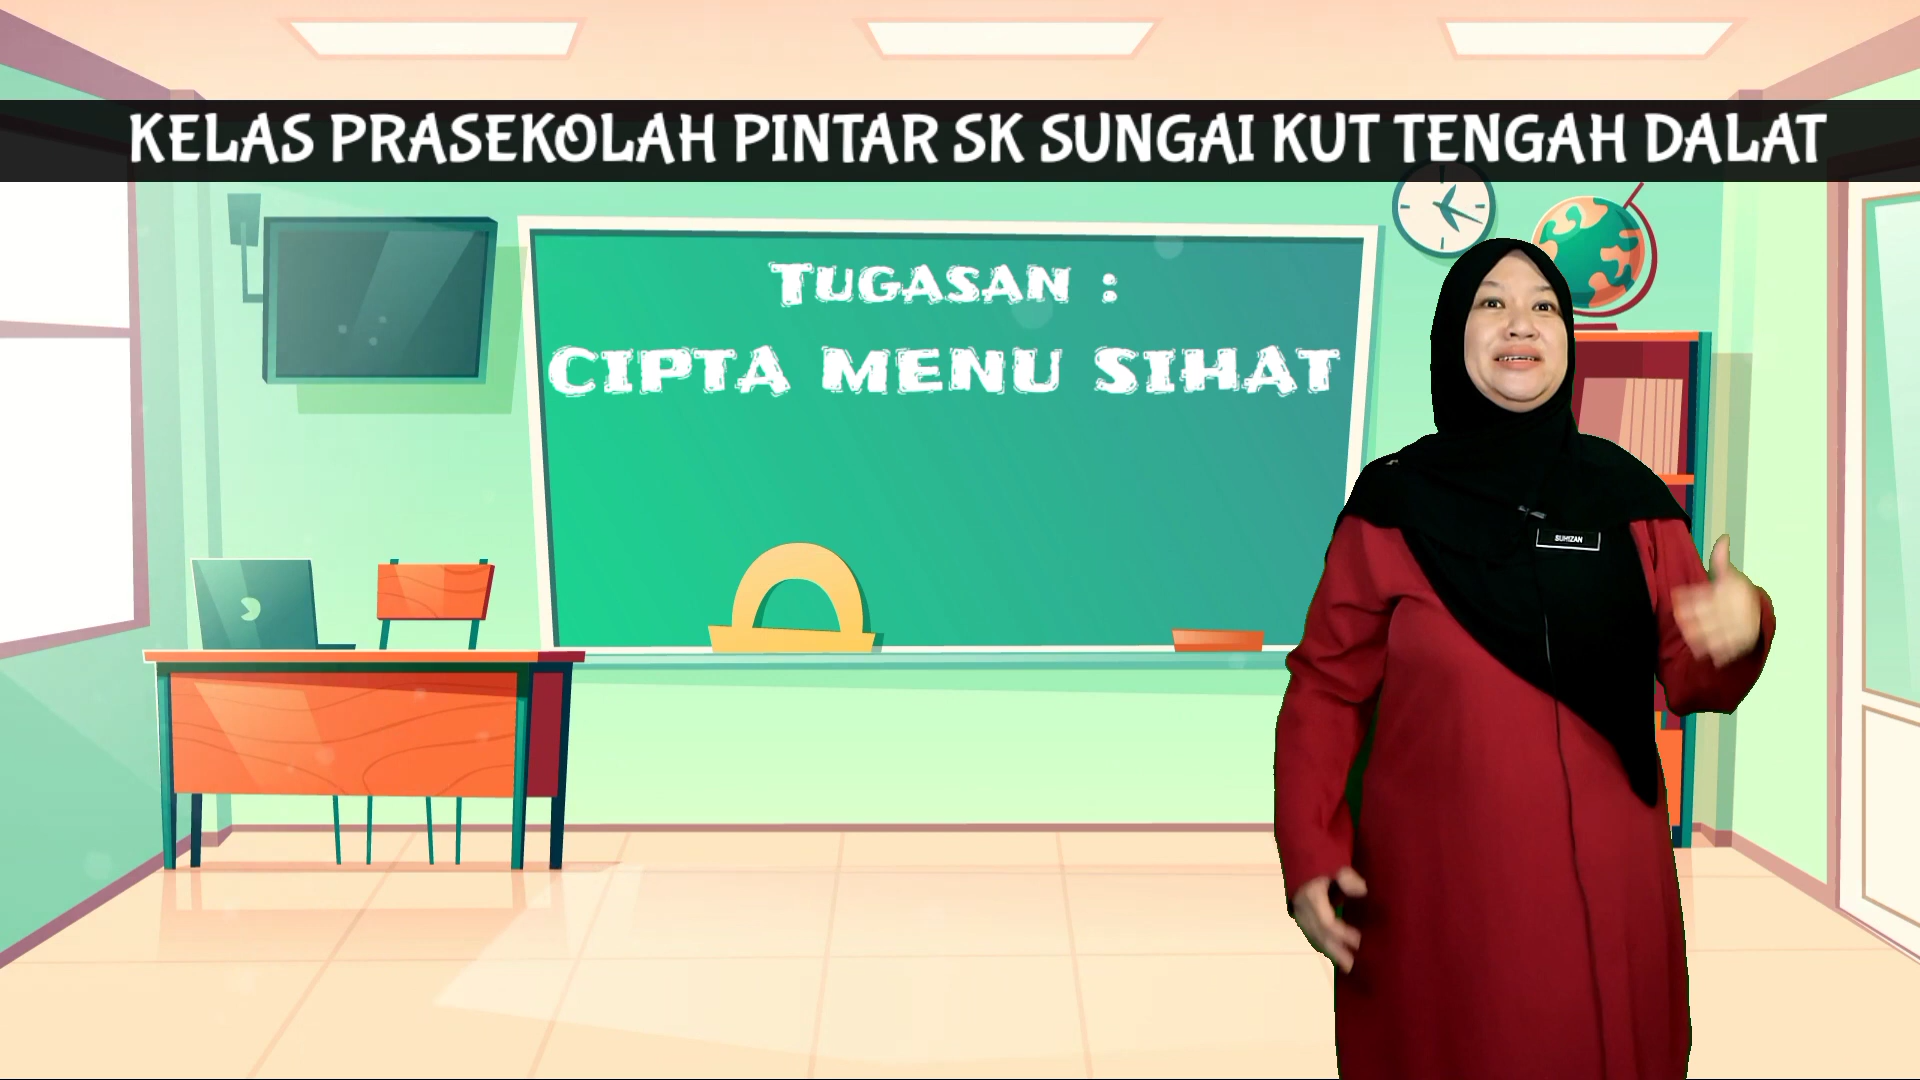 KELAS PRASEKOLAH PINTAR SK SUNGAI KUT TENGAH DALAT
TUGASAN :
CIPTA MENU SIHAT
SUHIZAN